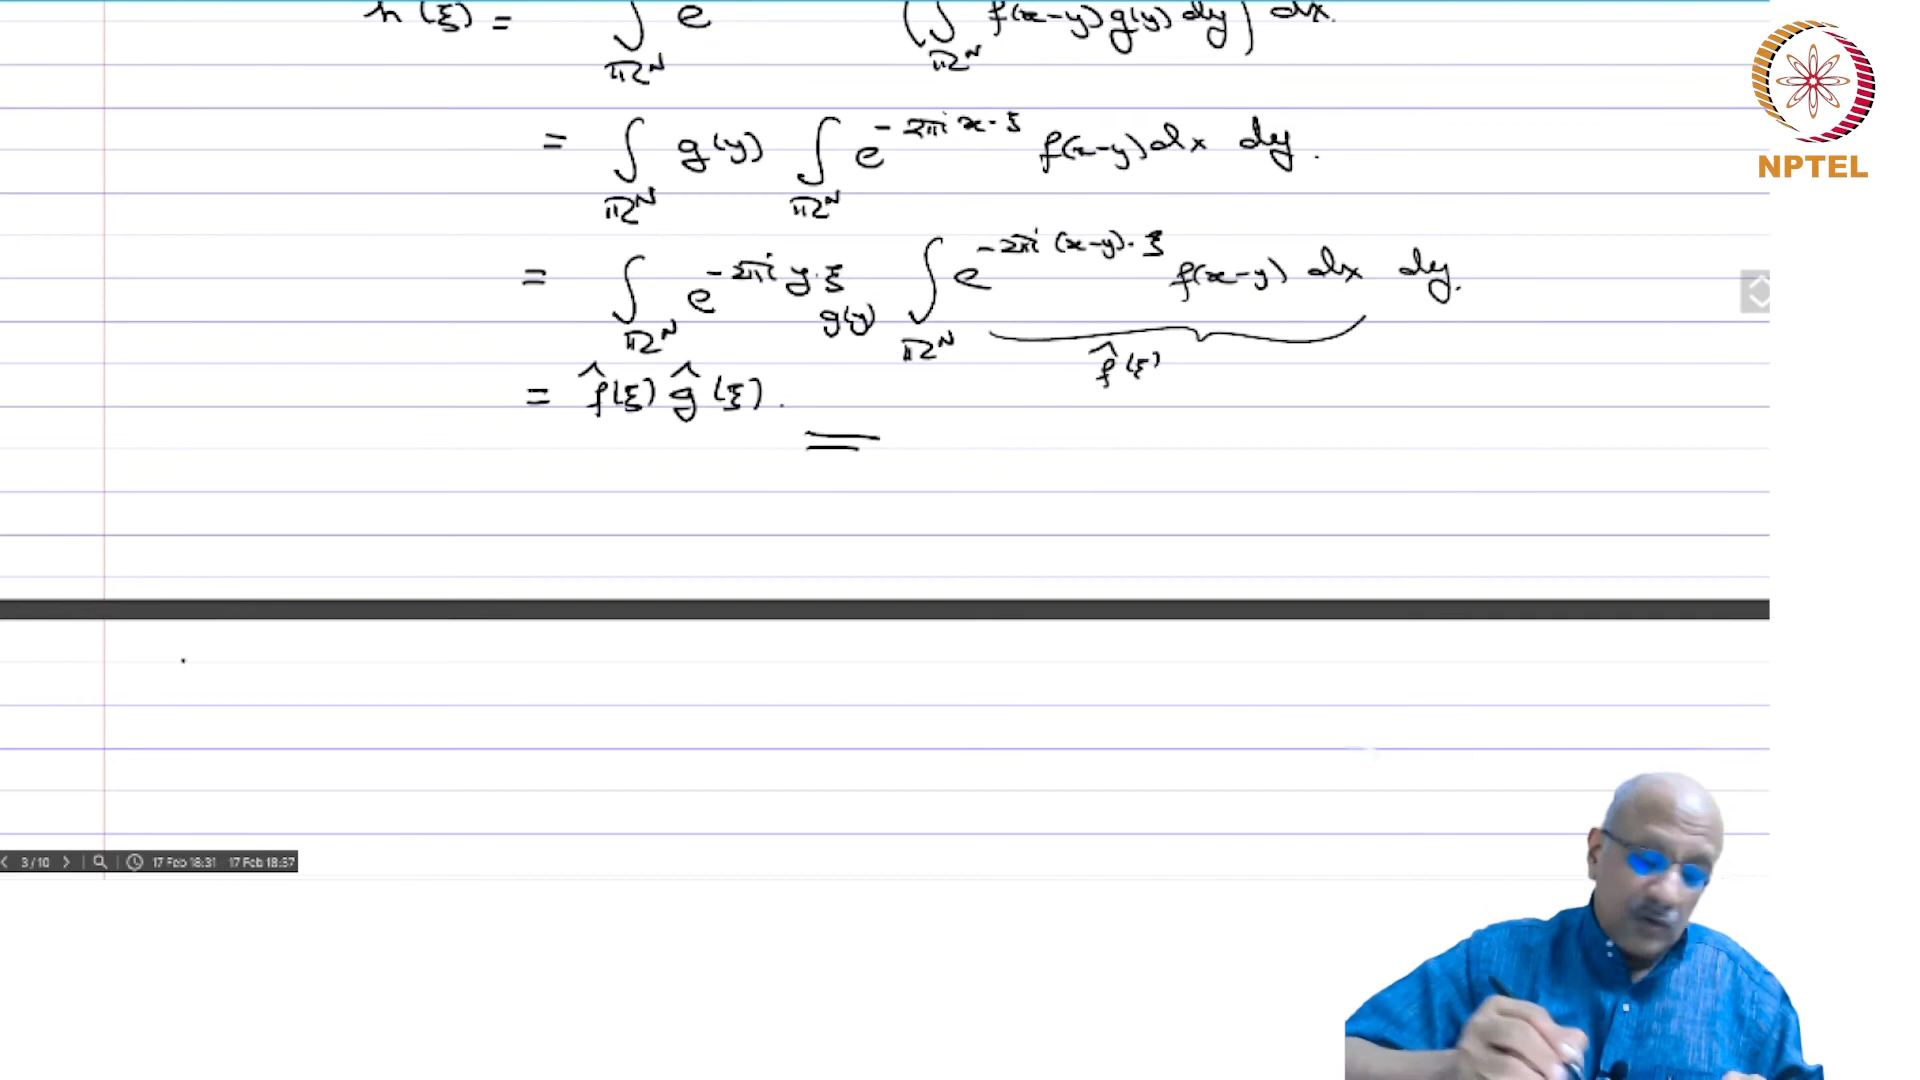 ĥ(ξ) = ∫_{ℝ^N} e (∫_{ℝ^N} f(x-y) g(y) dy) dx.
= ∫_{ℝ^N} g(y) ∫_{ℝ^N} e^{-2πi x·ξ} f(x-y) dx dy.
= ∫_{ℝ^N} e^{-2πi y·ξ} g(y) ∫_{ℝ^N} e^{-2πi (x-y)·ξ} f(x-y) dx dy.
f̂(ξ)
= f̂(ξ) ĝ(ξ).
NPTEL
3/10 17 Feb 18:31 17 Feb 18:57